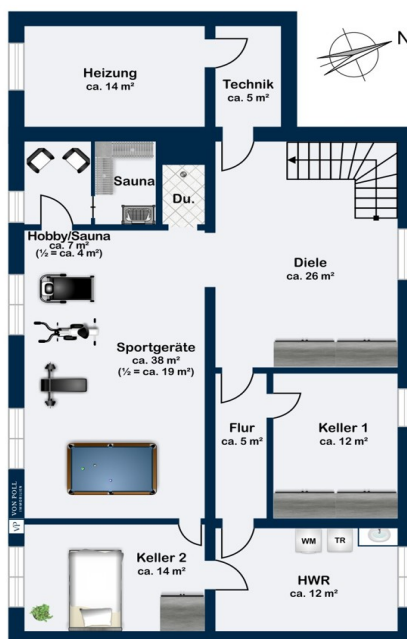 N
Heizung
ca. 14 m²
Technik
ca. 5 m²
Sauna
Du.
Hobby/Sauna
ca. 7 m²
(½ = ca. 4 m²)
Diele
ca. 26 m²
Sportgeräte
ca. 38 m²
(½ = ca. 19 m²)
Flur
ca. 5 m²
Keller 1
ca. 12 m²
VP VON POLL
IMMOBILIEN
WM
TR
Keller 2
ca. 14 m²
HWR
ca. 12 m²